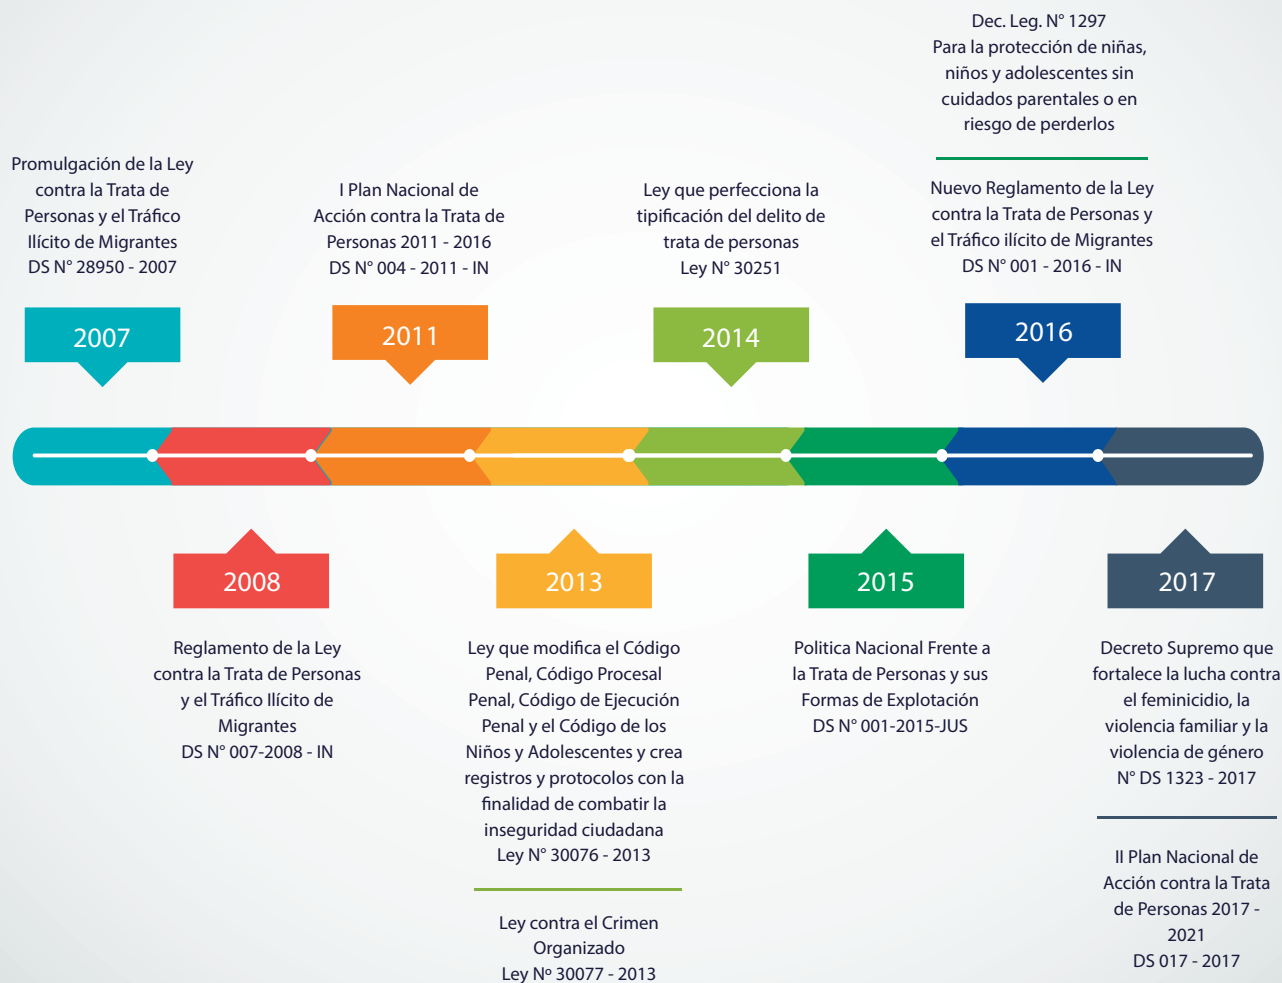 Promulgación de la Ley
contra la Trata de
Personas y el Tráfico
Ilícito de Migrantes
DS N° 28950 - 2007
2007
Reglamento de la Ley
contra la Trata de Personas
y el Tráfico Ilícito de
Migrantes
DS N° 007-2008 - IN
2008
I Plan Nacional de
Acción contra la Trata de
Personas 2011 - 2016
DS N° 004 - 2011 - IN
2011
2013
Ley que modifica el Código
Penal, Código Procesal
Penal, Código de Ejecución
Penal y el Código de los
Niños y Adolescentes y crea
registros y protocolos con la
finalidad de combatir la
inseguridad ciudadana
Ley N° 30076 - 2013
Ley contra el Crimen
Organizado
Ley Nº 30077 - 2013
Ley que perfecciona la
tipificación del delito de
trata de personas
Ley N° 30251
2014
2015
Politica Nacional Frente a
la Trata de Personas y sus
Formas de Explotación
DS N° 001-2015-JUS
Dec. Leg. N° 1297
Para la protección de niñas,
niños y adolescentes sin
cuidados parentales o en
riesgo de perderlos
Nuevo Reglamento de la Ley
contra la Trata de Personas y
el Tráfico ilícito de Migrantes
DS N° 001 - 2016 - IN
2016
2017
Decreto Supremo que
fortalece la lucha contra
el feminicidio, la
violencia familiar y la
violencia de género
N° DS 1323 - 2017
II Plan Nacional de
Acción contra la Trata
de Personas 2017 -
2021
DS 017 - 2017